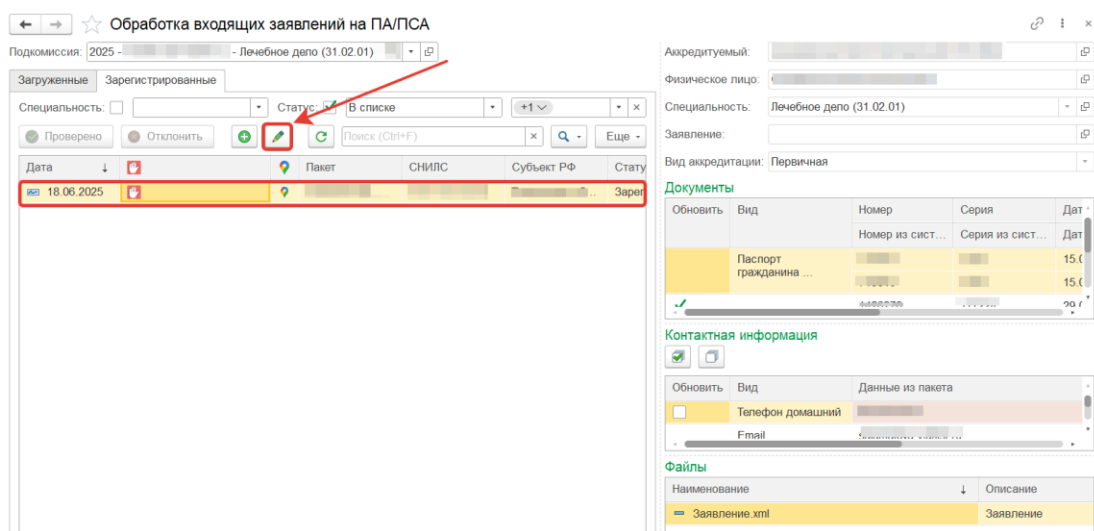 Обработка входящих заявлений на ПА/ПСА
Подкомиссия: 2025 - - Лечебное дело (31.02.01)
Загруженные Зарегистрированные
Специальность: Статус: В списке +1
Проверено Отклонить Поиск (Ctrl+F) × Еще
Дата ↓ Пакет СНИЛС Субъект РФ Стату
18.06.2025 Зарег
Аккредитуемый:
Физическое лицо:
Специальность: Лечебное дело (31.02.01)
Заявление:
Вид аккредитации: Первичная
Документы
Обновить Вид Номер Серия Дат
Номер из сист... Серия из сист... Дат
Паспорт 15.0
гражданина ... 15.0
Контактная информация
Обновить Вид Данные из пакета
Телефон домашний
Email
Файлы
Наименование ↓ Описание
Заявление.xml Заявление